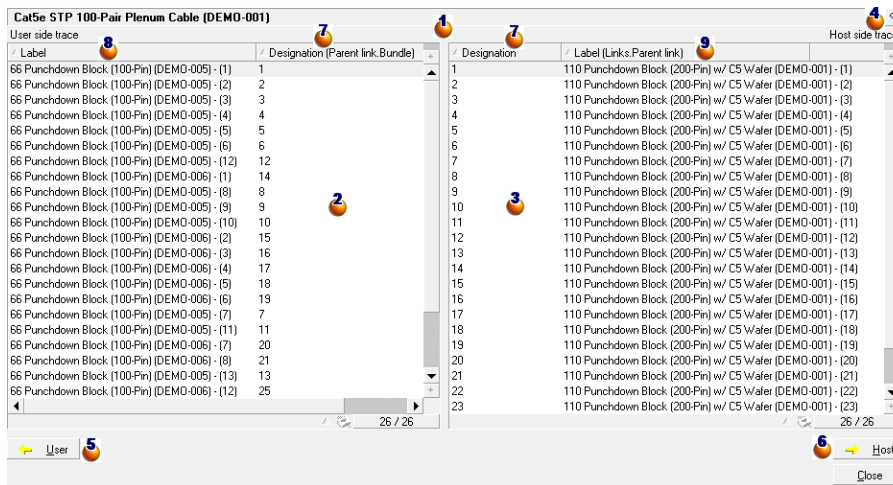 Cat5e STP 100-Pair Plenum Cable (DEMO-001) 1 4
User side trace 8 7 7 9 Host side trac
Label Designation (Parent link.Bundle) Designation Label (Links.Parent link)
66 Punchdown Block (100-Pin) (DEMO-005) - (1) 1 1 110 Punchdown Block (200-Pin) w/ C5 Wafer (DEMO-001) - (1)
66 Punchdown Block (100-Pin) (DEMO-005) - (2) 2 2 110 Punchdown Block (200-Pin) w/ C5 Wafer (DEMO-001) - (2)
66 Punchdown Block (100-Pin) (DEMO-005) - (3) 3 3 110 Punchdown Block (200-Pin) w/ C5 Wafer (DEMO-001) - (3)
66 Punchdown Block (100-Pin) (DEMO-005) - (4) 4 4 110 Punchdown Block (200-Pin) w/ C5 Wafer (DEMO-001) - (4)
66 Punchdown Block (100-Pin) (DEMO-005) - (5) 5 5 110 Punchdown Block (200-Pin) w/ C5 Wafer (DEMO-001) - (5)
66 Punchdown Block (100-Pin) (DEMO-005) - (6) 6 6 110 Punchdown Block (200-Pin) w/ C5 Wafer (DEMO-001) - (6)
66 Punchdown Block (100-Pin) (DEMO-005) - (12) 12 7 110 Punchdown Block (200-Pin) w/ C5 Wafer (DEMO-001) - (7)
66 Punchdown Block (100-Pin) (DEMO-006) - (1) 14 8 110 Punchdown Block (200-Pin) w/ C5 Wafer (DEMO-001) - (8)
66 Punchdown Block (100-Pin) (DEMO-005) - (8) 8 9 110 Punchdown Block (200-Pin) w/ C5 Wafer (DEMO-001) - (9)
66 Punchdown Block (100-Pin) (DEMO-005) - (9) 9 2 10 3 110 Punchdown Block (200-Pin) w/ C5 Wafer (DEMO-001) - (10)
66 Punchdown Block (100-Pin) (DEMO-005) - (10) 10 11 110 Punchdown Block (200-Pin) w/ C5 Wafer (DEMO-001) - (11)
66 Punchdown Block (100-Pin) (DEMO-006) - (2) 15 12 110 Punchdown Block (200-Pin) w/ C5 Wafer (DEMO-001) - (12)
66 Punchdown Block (100-Pin) (DEMO-006) - (3) 16 13 110 Punchdown Block (200-Pin) w/ C5 Wafer (DEMO-001) - (13)
66 Punchdown Block (100-Pin) (DEMO-006) - (4) 17 14 110 Punchdown Block (200-Pin) w/ C5 Wafer (DEMO-001) - (14)
66 Punchdown Block (100-Pin) (DEMO-006) - (5) 18 15 110 Punchdown Block (200-Pin) w/ C5 Wafer (DEMO-001) - (15)
66 Punchdown Block (100-Pin) (DEMO-006) - (6) 19 16 110 Punchdown Block (200-Pin) w/ C5 Wafer (DEMO-001) - (16)
66 Punchdown Block (100-Pin) (DEMO-005) - (7) 7 17 110 Punchdown Block (200-Pin) w/ C5 Wafer (DEMO-001) - (17)
66 Punchdown Block (100-Pin) (DEMO-005) - (11) 11 18 110 Punchdown Block (200-Pin) w/ C5 Wafer (DEMO-001) - (18)
66 Punchdown Block (100-Pin) (DEMO-006) - (7) 20 19 110 Punchdown Block (200-Pin) w/ C5 Wafer (DEMO-001) - (19)
66 Punchdown Block (100-Pin) (DEMO-006) - (8) 21 20 110 Punchdown Block (200-Pin) w/ C5 Wafer (DEMO-001) - (20)
66 Punchdown Block (100-Pin) (DEMO-005) - (13) 13 21 110 Punchdown Block (200-Pin) w/ C5 Wafer (DEMO-001) - (21)
66 Punchdown Block (100-Pin) (DEMO-006) - (12) 25 22 110 Punchdown Block (200-Pin) w/ C5 Wafer (DEMO-001) - (22)
23 110 Punchdown Block (200-Pin) w/ C5 Wafer (DEMO-001) - (23)
26 / 26 26 / 26
User 5 6 Host
Close